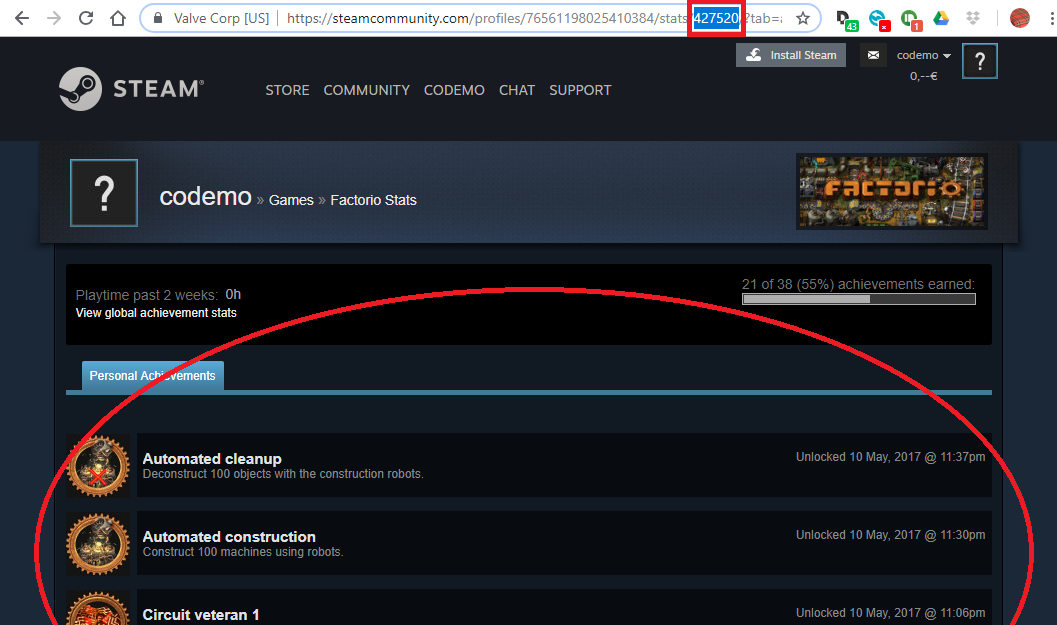 Valve Corp [US] | https://steamcommunity.com/profiles/76561198025410384/stats/427520/?tab=
43
1
Install Steam
codemo
0,--€
?
STEAM®
STORE COMMUNITY CODEMO CHAT SUPPORT
?
codemo » Games » Factorio Stats
FACTORIO
Playtime past 2 weeks: 0h
21 of 38 (55%) achievements earned:
View global achievement stats
Personal Achievements
Automated cleanup
Deconstruct 100 objects with the construction robots.
Unlocked 10 May, 2017 @ 11:37pm
Automated construction
Construct 100 machines using robots.
Unlocked 10 May, 2017 @ 11:30pm
Circuit veteran 1
Unlocked 10 May, 2017 @ 11:06pm